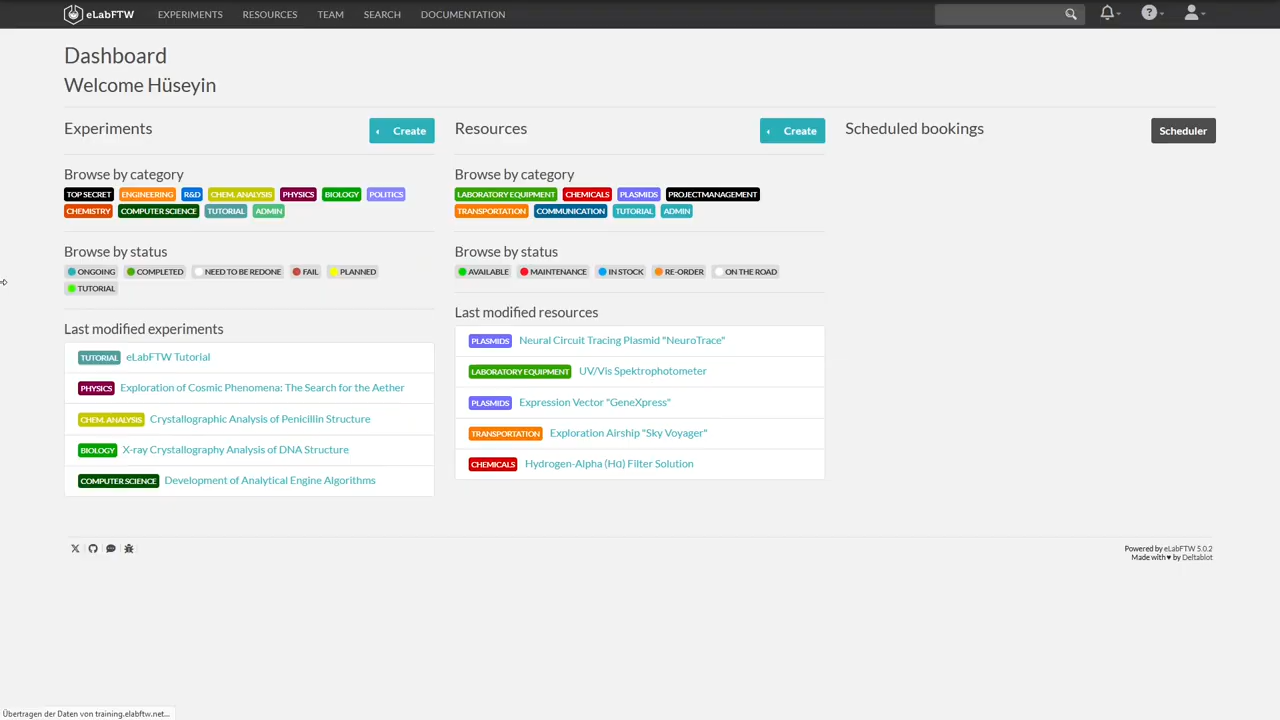 eLabFTW EXPERIMENTS RESOURCES TEAM SEARCH DOCUMENTATION
Dashboard
Welcome Hüseyin
Experiments
Create
Browse by category
TOP SECRET ENGINEERING R&D CHEM. ANALYSIS PHYSICS BIOLOGY POLITICS
CHEMISTRY COMPUTER SCIENCE TUTORIAL ADMIN
Browse by status
ONGOING COMPLETED NEED TO BE REDONE FAIL PLANNED
TUTORIAL
Last modified experiments
TUTORIAL eLabFTW Tutorial
PHYSICS Exploration of Cosmic Phenomena: The Search for the Aether
CHEM. ANALYSIS Crystallographic Analysis of Penicillin Structure
BIOLOGY X-ray Crystallography Analysis of DNA Structure
COMPUTER SCIENCE Development of Analytical Engine Algorithms
Resources
Create
Browse by category
LABORATORY EQUIPMENT CHEMICALS PLASMIDS PROJECTMANAGEMENT
TRANSPORTATION COMMUNICATION TUTORIAL ADMIN
Browse by status
AVAILABLE MAINTENANCE IN STOCK RE-ORDER ON THE ROAD
Last modified resources
PLASMIDS Neural Circuit Tracing Plasmid "NeuroTrace"
LABORATORY EQUIPMENT UV/Vis Spektrophotometer
PLASMIDS Expression Vector "GeneXpress"
TRANSPORTATION Exploration Airship "Sky Voyager"
CHEMICALS Hydrogen-Alpha (Hα) Filter Solution
Scheduled bookings
Scheduler
Powered by eLabFTW 5.0.2
Made with ♥ by Deltablot
Übertragen der Daten von training.elabftw.net...